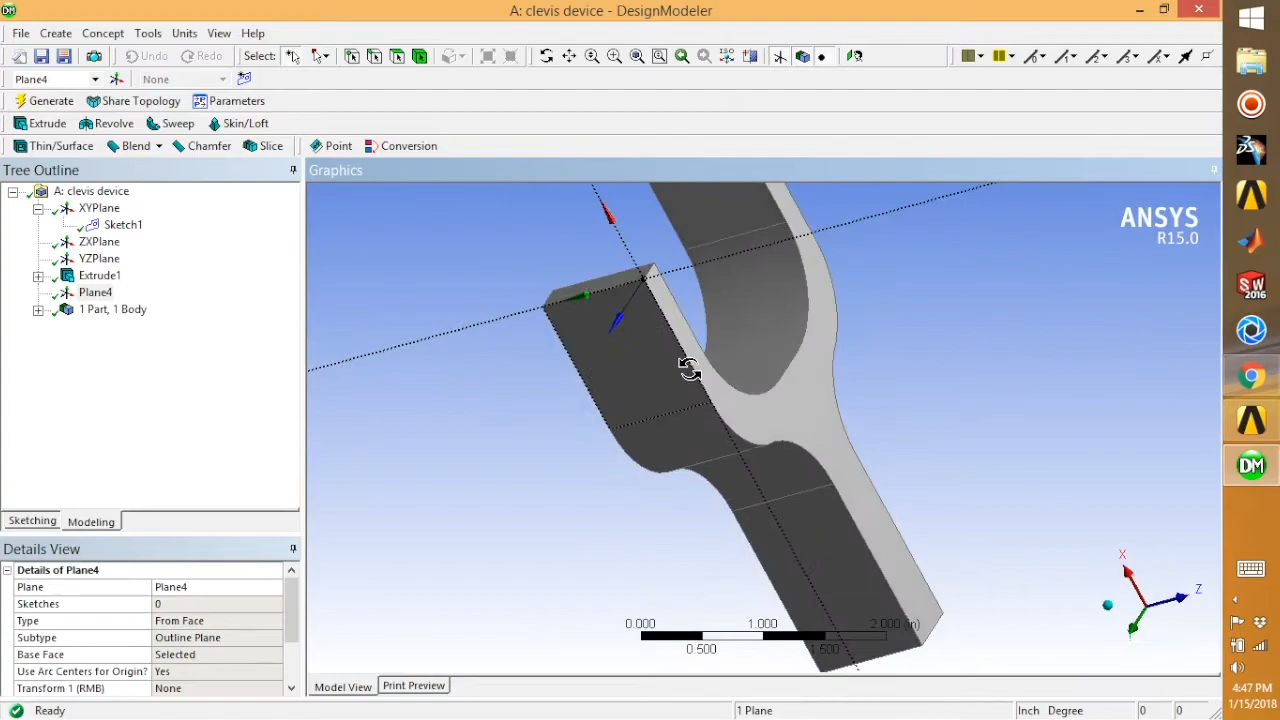 A: clevis device - DesignModeler
File Create Concept Tools Units View Help
Undo Redo Select:
Plane4 None
Generate Share Topology Parameters
Extrude Revolve Sweep Skin/Loft
Thin/Surface Blend Chamfer Slice Point Conversion
Tree Outline
A: clevis device
XYPlane
Sketch1
ZXPlane
YZPlane
Extrude1
Plane4
1 Part, 1 Body
Sketching Modeling
Details View
Details of Plane4
Plane Plane4
Sketches 0
Type From Face
Subtype Outline Plane
Base Face Selected
Use Arc Centers for Origin? Yes
Transform 1 (RMB) None
Graphics
ANSYS
R15.0
X
Z
Y
0.000 1.000 2.000 (in)
0.500 1.500
Model View Print Preview
Ready 1 Plane Inch Degree 0 0
DM
SW
2016
DM
4:47 PM
1/15/2018